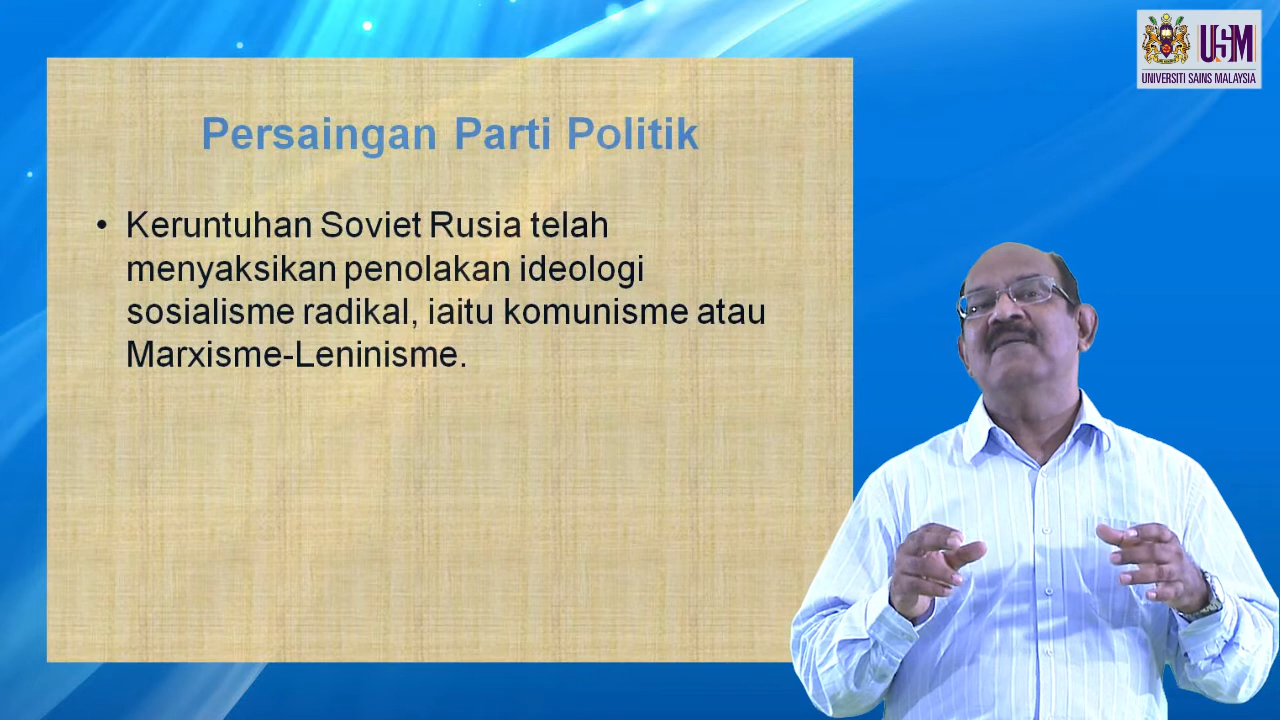 USM
UNIVERSITI SAINS MALAYSIA
Persaingan Parti Politik
• Keruntuhan Soviet Rusia telah
menyaksikan penolakan ideologi
sosialisme radikal, iaitu komunisme atau
Marxisme-Leninisme.